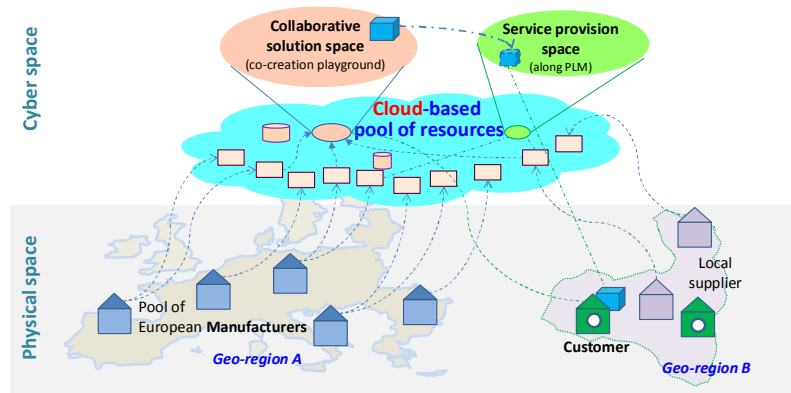 Cyber space
Collaborative
solution space
(co-creation playground)
Service provision
space
(along PLM)
Cloud-based
pool of resources
Physical space
Pool of
European Manufacturers
Geo-region A
Local
supplier
Customer
Geo-region B